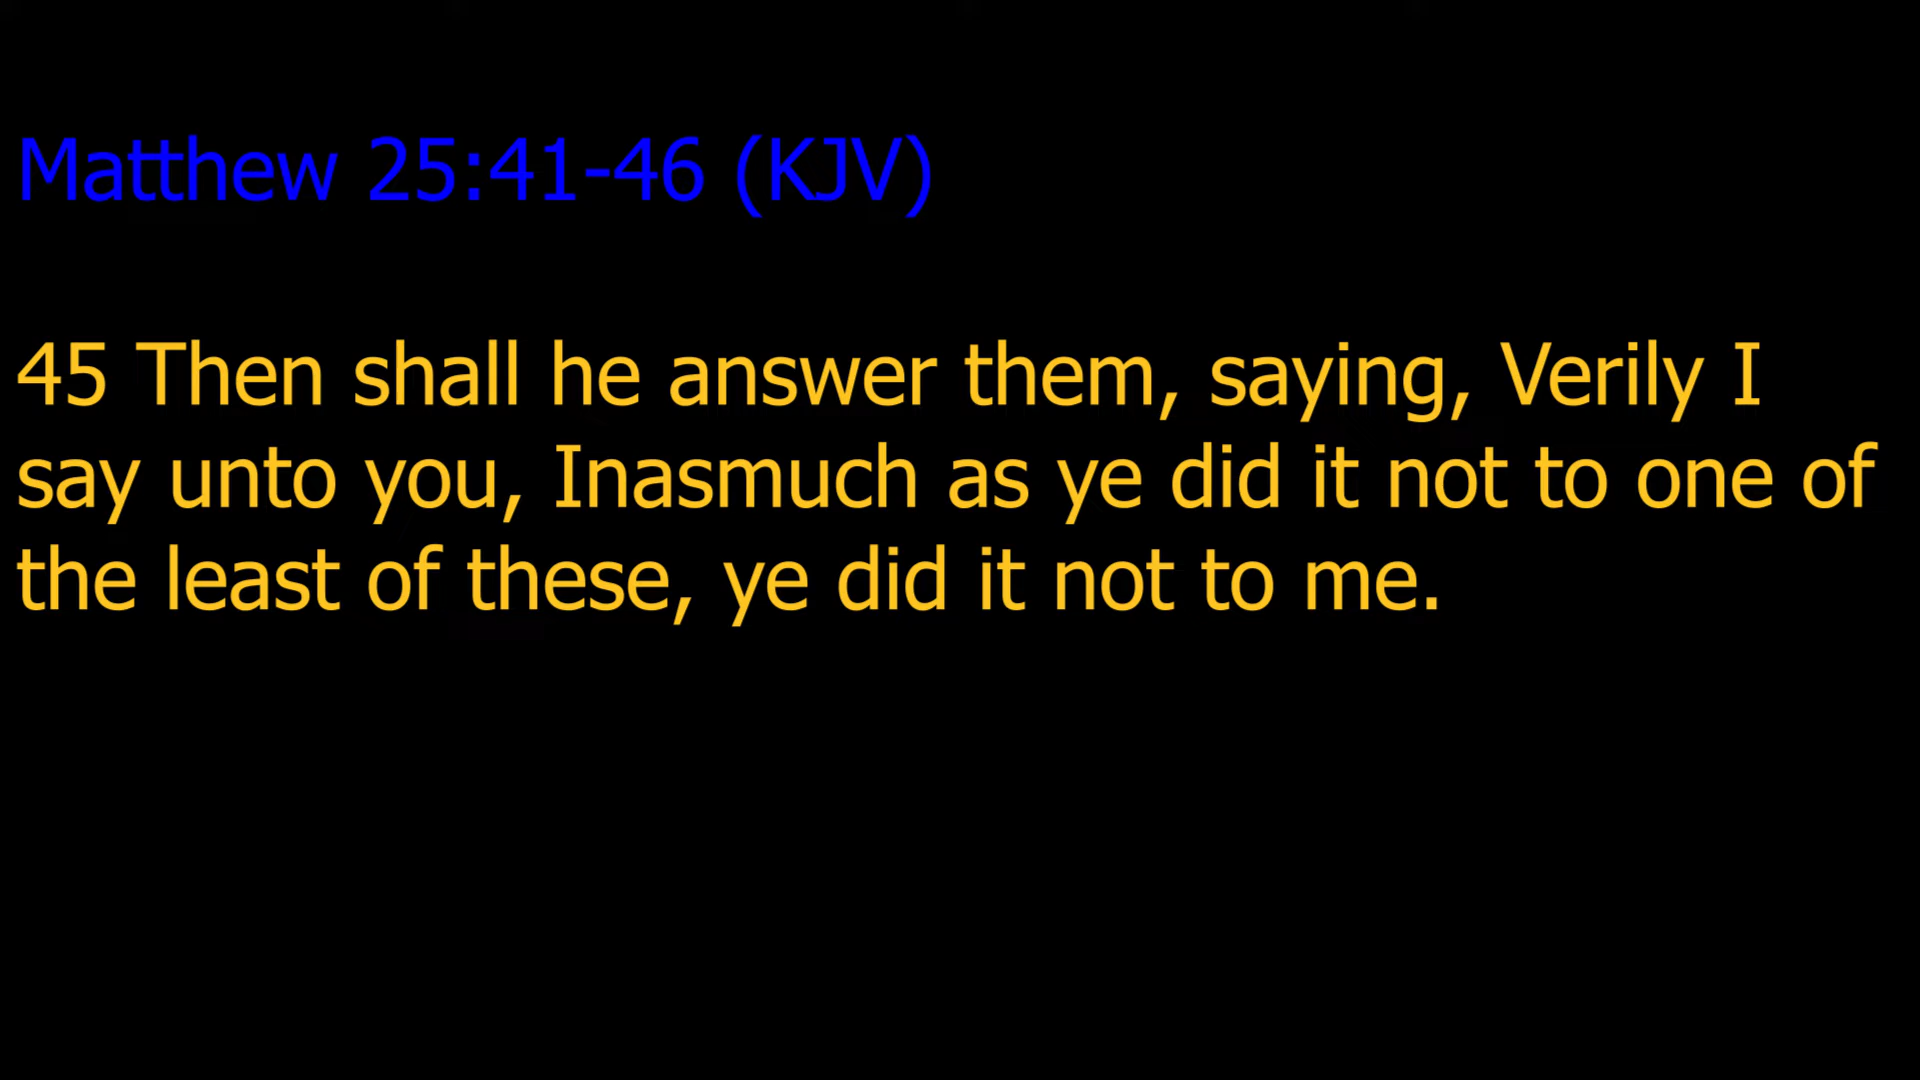 Matthew 25:41-46 (KJV)
45 Then shall he answer them, saying, Verily I
say unto you, Inasmuch as ye did it not to one of
the least of these, ye did it not to me.